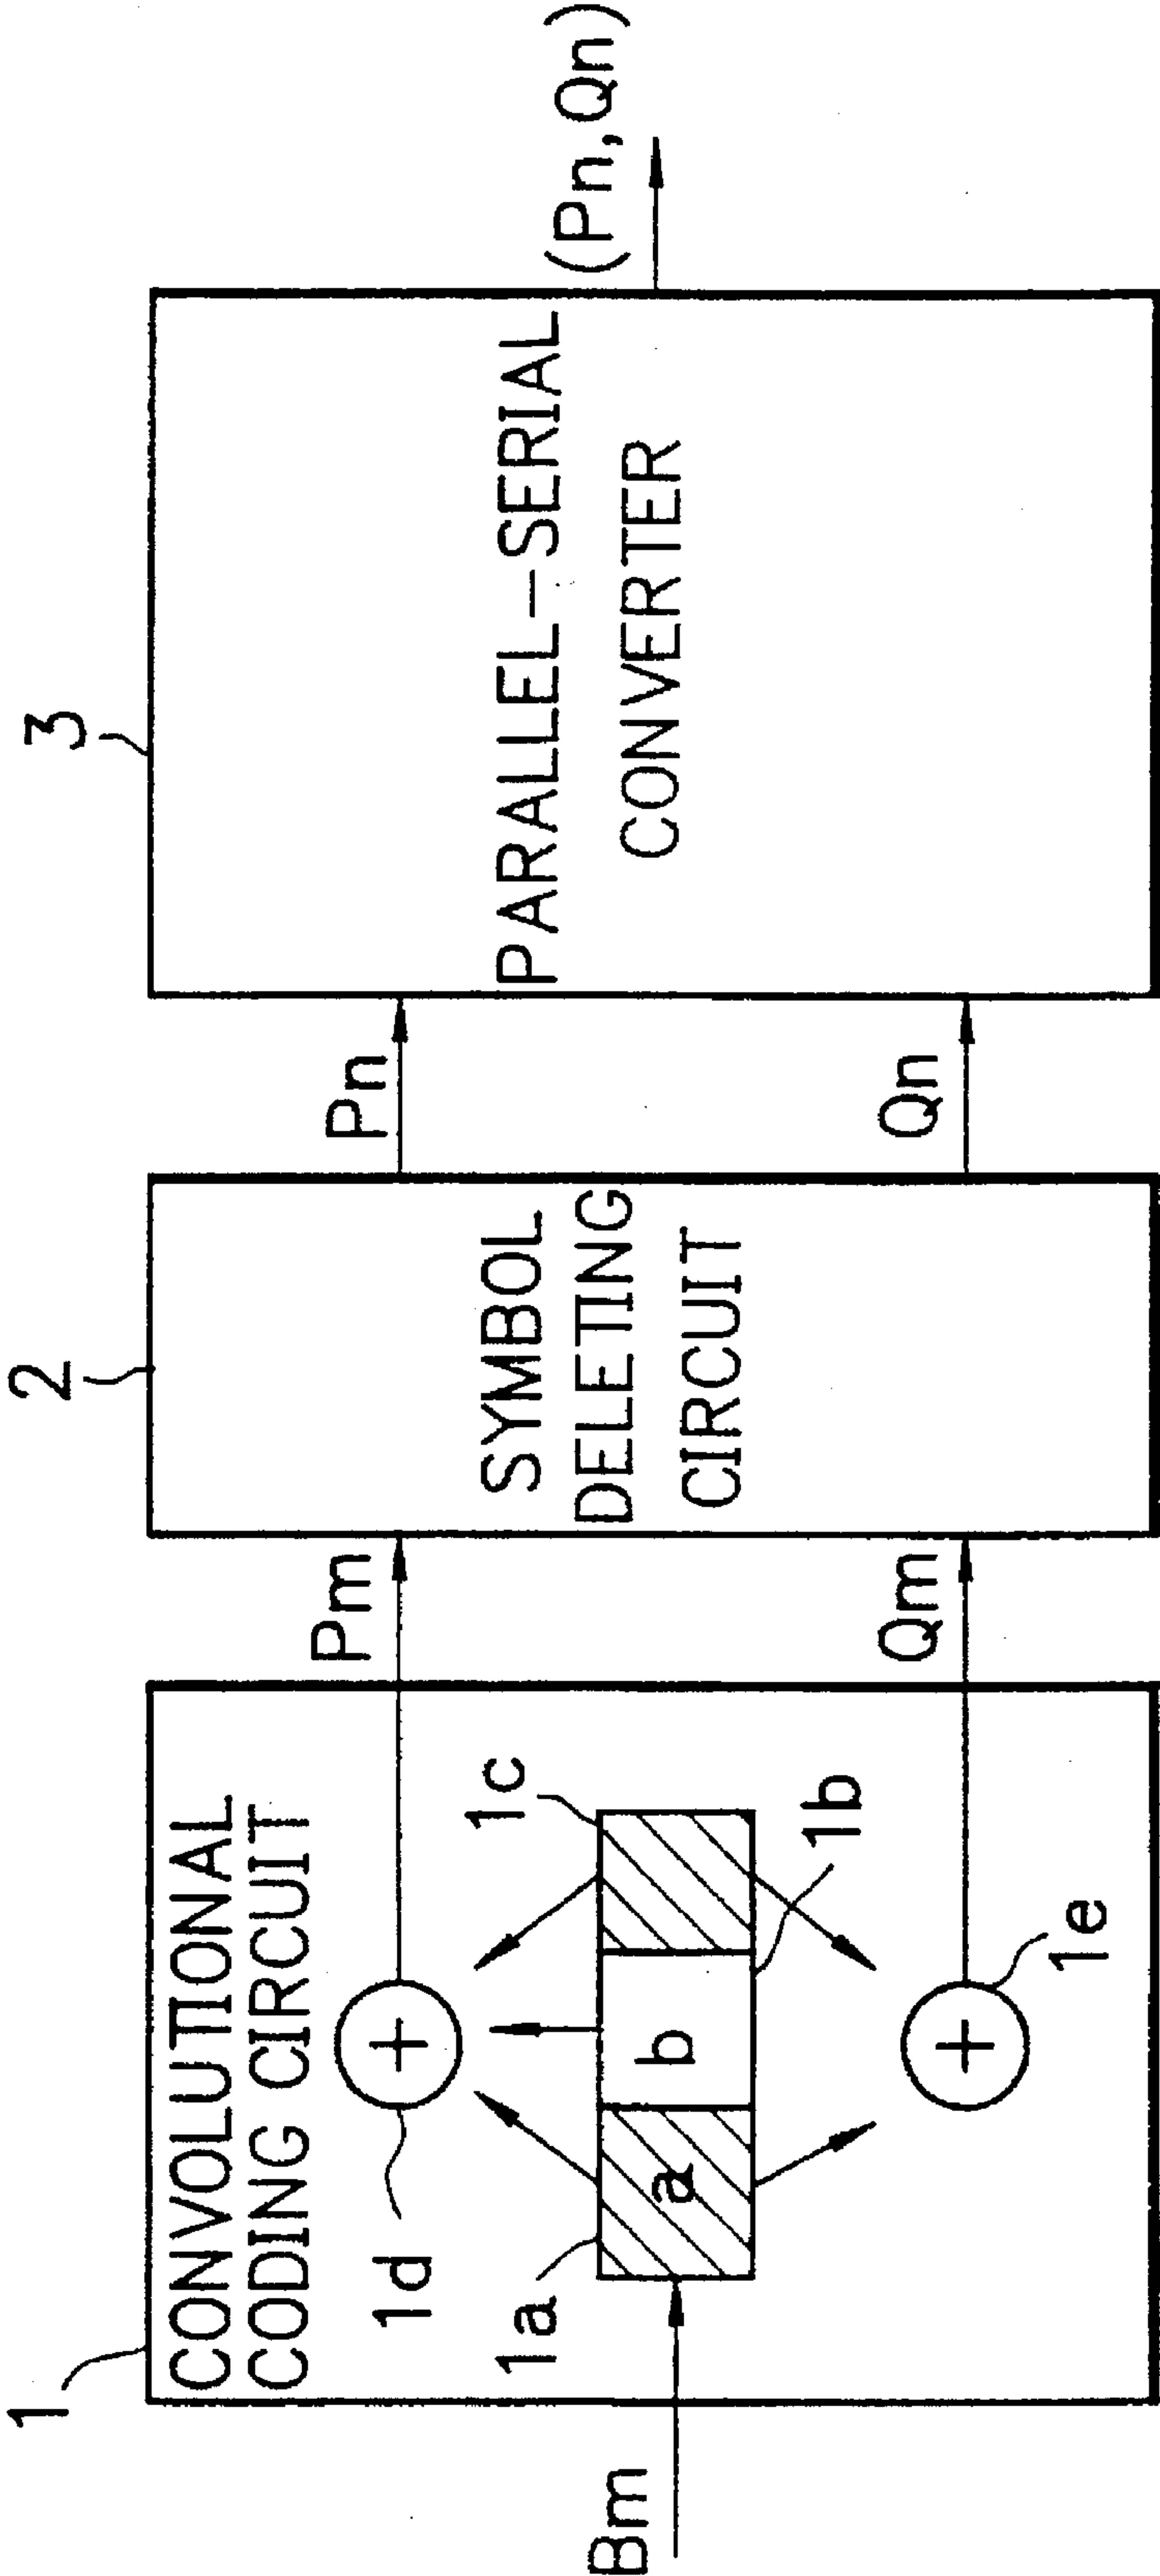 1
CONVOLUTIONAL
CODING CIRCUIT
1d
1a
a
b
1c
1b
1e
Bm
Pm
Qm
2
SYMBOL
DELETING
CIRCUIT
Pn
Qn
3
PARALLEL-SERIAL
CONVERTER
(Pn,Qn)